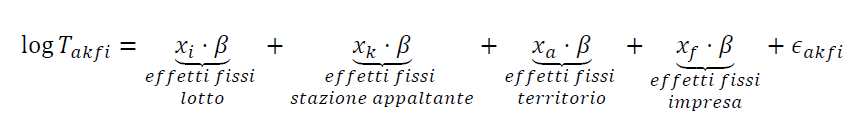 log T_akfi = x_i · β + x_k · β + x_a · β + x_f · β + ϵ_akfi
effetti fissi effetti fissi effetti fissi effetti fissi
lotto stazione appaltante territorio impresa